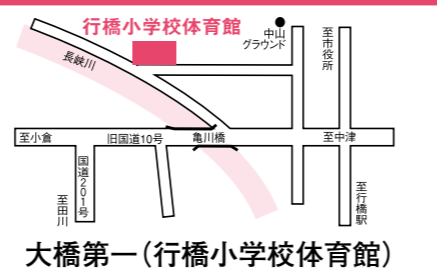 行橋小学校体育館
中山
グラウンド
至市役所
長峡川
至小倉
旧国道10号
亀川橋
至中津
国道201号
至田川
至行橋駅
大橋第一(行橋小学校体育館)